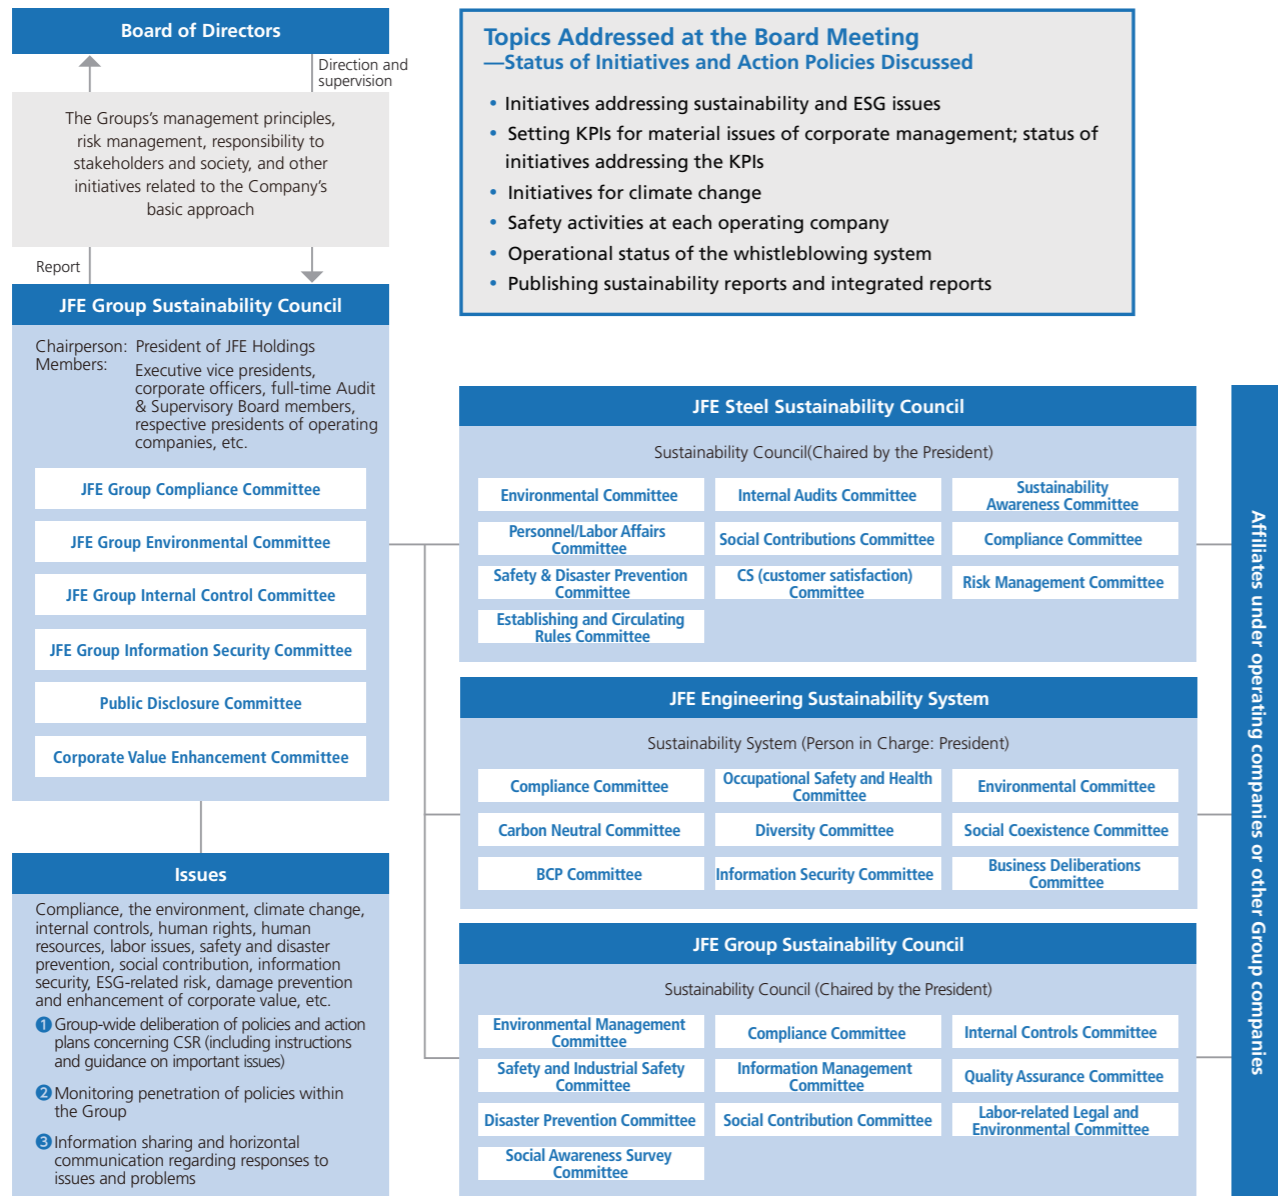 Board of Directors
Direction and
supervision
The Groups's management principles,
risk management, responsibility to
stakeholders and society, and other
initiatives related to the Company's
basic approach
Report
JFE Group Sustainability Council
Chairperson: President of JFE Holdings
Members: Executive vice presidents,
corporate officers, full-time Audit
& Supervisory Board members,
respective presidents of operating
companies, etc.
JFE Group Compliance Committee
JFE Group Environmental Committee
JFE Group Internal Control Committee
JFE Group Information Security Committee
Public Disclosure Committee
Corporate Value Enhancement Committee
Issues
Compliance, the environment, climate change,
internal controls, human rights, human
resources, labor issues, safety and disaster
prevention, social contribution, information
security, ESG-related risk, damage prevention
and enhancement of corporate value, etc.
❶ Group-wide deliberation of policies and action
plans concerning CSR (including instructions
and guidance on important issues)
❷ Monitoring penetration of policies within
the Group
❸ Information sharing and horizontal
communication regarding responses to
issues and problems
Topics Addressed at the Board Meeting
—Status of Initiatives and Action Policies Discussed
• Initiatives addressing sustainability and ESG issues
• Setting KPIs for material issues of corporate management; status of
initiatives addressing the KPIs
• Initiatives for climate change
• Safety activities at each operating company
• Operational status of the whistleblowing system
• Publishing sustainability reports and integrated reports
JFE Steel Sustainability Council
Sustainability Council(Chaired by the President)
Environmental Committee
Internal Audits Committee
Sustainability
Awareness Committee
Personnel/Labor Affairs
Committee
Social Contributions Committee
Compliance Committee
Safety & Disaster Prevention
Committee
CS (customer satisfaction)
Committee
Risk Management Committee
Establishing and Circulating
Rules Committee
JFE Engineering Sustainability System
Sustainability System (Person in Charge: President)
Compliance Committee
Occupational Safety and Health
Committee
Environmental Committee
Carbon Neutral Committee
Diversity Committee
Social Coexistence Committee
BCP Committee
Information Security Committee
Business Deliberations
Committee
JFE Group Sustainability Council
Sustainability Council (Chaired by the President)
Environmental Management
Committee
Compliance Committee
Internal Controls Committee
Safety and Industrial Safety
Committee
Information Management
Committee
Quality Assurance Committee
Disaster Prevention Committee
Social Contribution Committee
Labor-related Legal and
Environmental Committee
Social Awareness Survey
Committee
Affiliates under operating companies or other Group companies